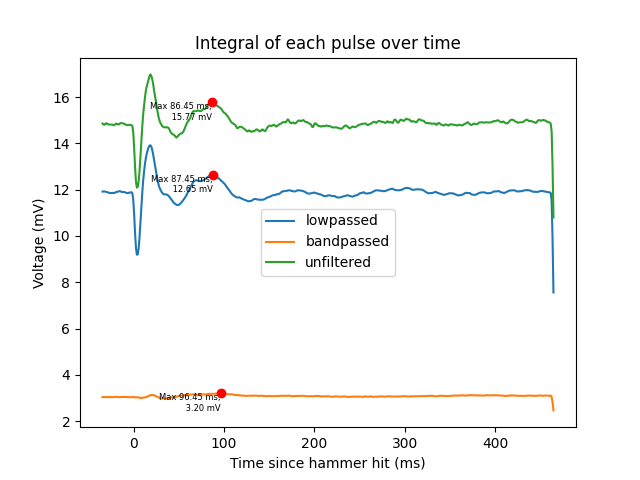 Integral of each pulse over time
Voltage (mV)
16
14
12
10
8
6
4
2
Max 86.45 ms,
15.77 mV
Max 87.45 ms,
12.65 mV
Max 96.45 ms,
3.20 mV
lowpassed
bandpassed
unfiltered
0 100 200 300 400
Time since hammer hit (ms)